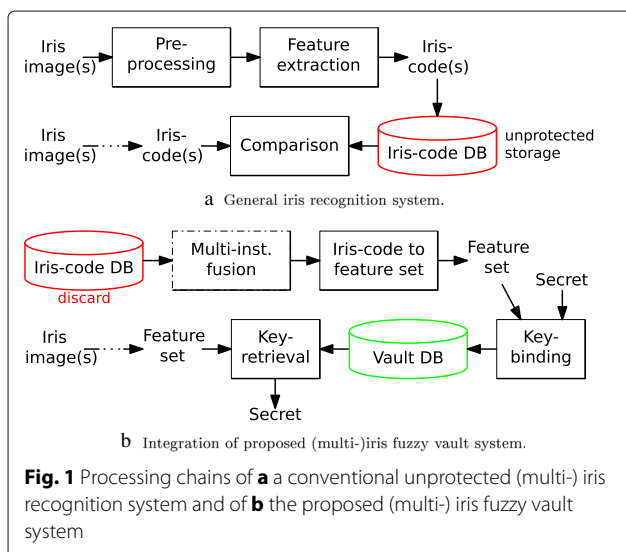 Iris
image(s)
Pre-
processing
Feature
extraction
Iris-
code(s)
Iris
image(s)
Iris-
code(s)
Comparison
Iris-code DB
unprotected
storage
a General iris recognition system.
Iris-code DB
discard
Multi-inst.
fusion
Iris-code to
feature set
Feature
set
Secret
Iris
image(s)
Feature
set
Key-
retrieval
Vault DB
Key-
binding
Secret
b Integration of proposed (multi-)iris fuzzy vault system.
Fig. 1 Processing chains of a a conventional unprotected (multi-) iris
recognition system and of b the proposed (multi-) iris fuzzy vault
system